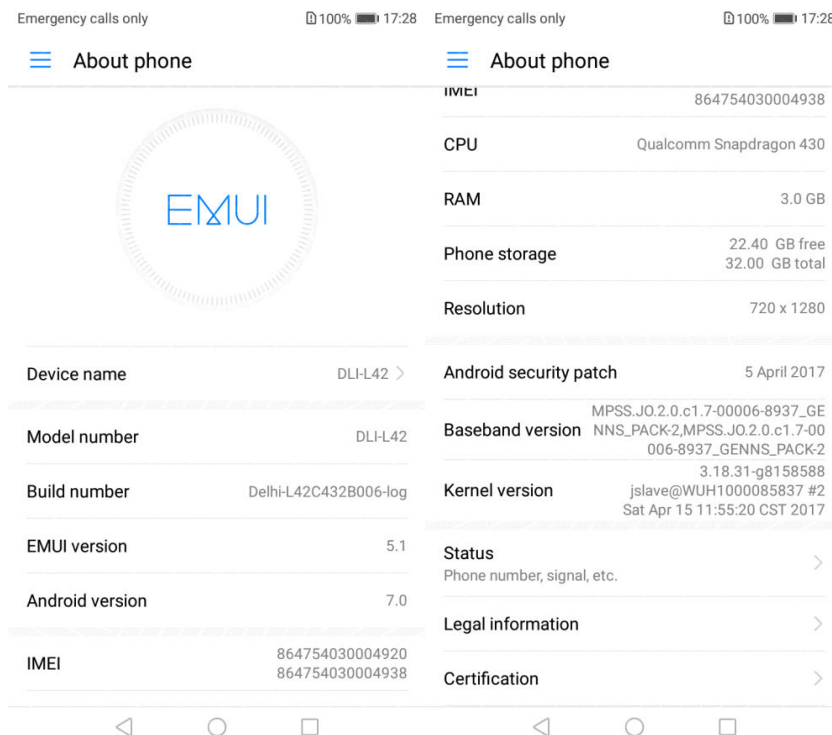 Emergency calls only 100% 17:28
About phone
EMUI
Device name DLI-L42
Model number DLI-L42
Build number Delhi-L42C432B006-log
EMUI version 5.1
Android version 7.0
IMEI 864754030004920
864754030004938
Emergency calls only 100% 17:28
About phone
IMEI
864754030004938
CPU Qualcomm Snapdragon 430
RAM 3.0 GB
Phone storage 22.40 GB free
32.00 GB total
Resolution 720 x 1280
Android security patch 5 April 2017
Baseband version MPSS.JO.2.0.c1.7-00006-8937_GE
NNS_PACK-2,MPSS.JO.2.0.c1.7-00
006-8937_GENNS_PACK-2
Kernel version 3.18.31-g8158588
jslave@WUH1000085837 #2
Sat Apr 15 11:55:20 CST 2017
Status
Phone number, signal, etc.
Legal information
Certification